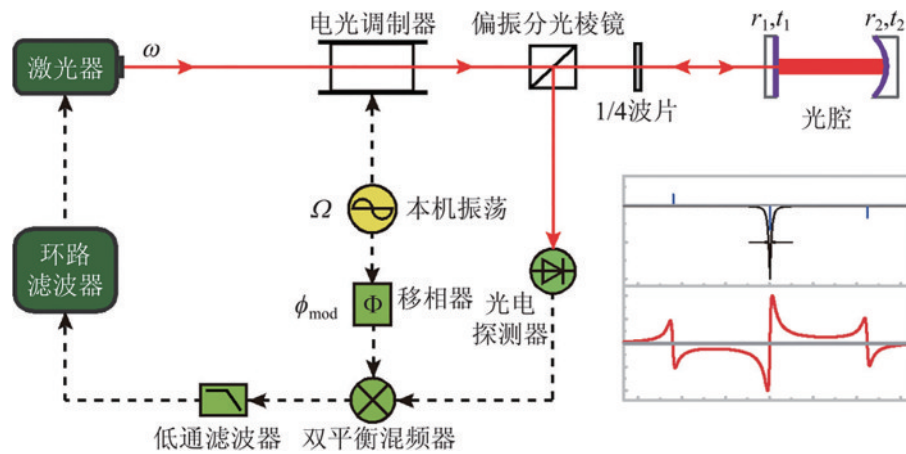 电光调制器
偏振分光棱镜
r₁,t₁
r₂,t₂
激光器
ω
1/4波片
光腔
Ω
本机振荡
环路
滤波器
ϕmod
Φ
移相器
光电
探测器
低通滤波器
双平衡混频器